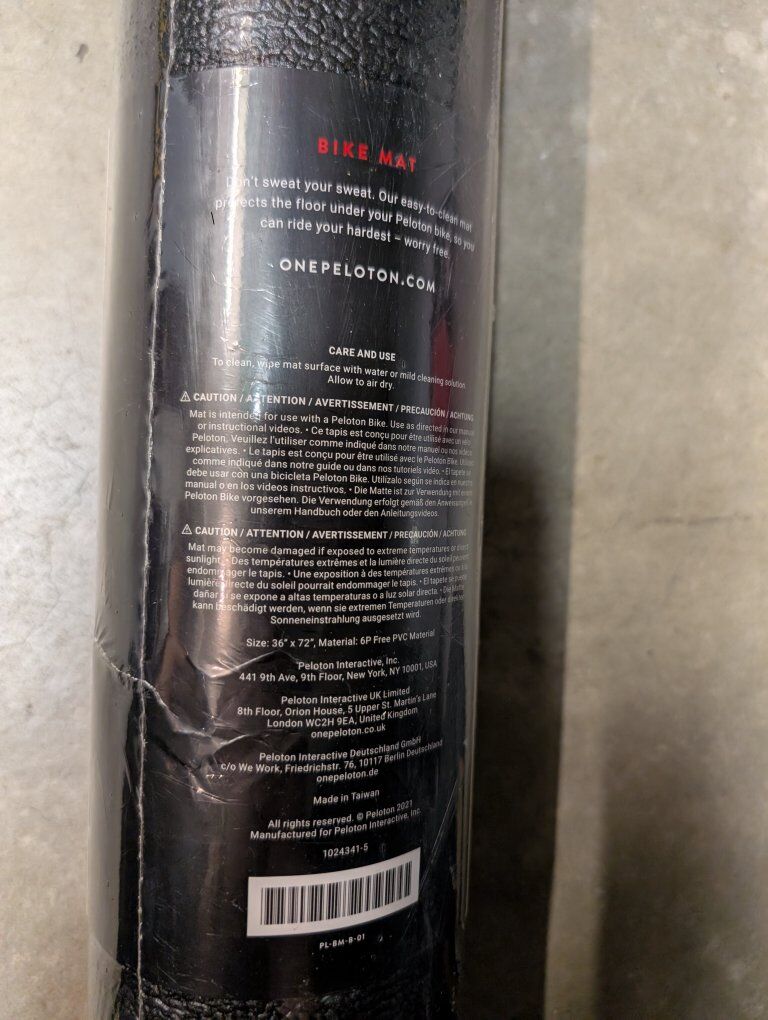 BIKE MAT
Don't sweat your sweat. Our easy-to-clean mat
protects the floor under your Peloton bike, so you
can ride your hardest – worry free.
ONEPELOTON.COM
CARE AND USE
To clean, wipe mat surface with water or mild cleaning solution.
Allow to air dry.
⚠ CAUTION / ATTENTION / AVERTISSEMENT / PRECAUCIÓN / ACHTUNG
Mat is intended for use with a Peloton Bike. Use as directed in our manual
or instructional videos. • Ce tapis est conçu pour être utilisé avec un vélo
Peloton. Veuillez l'utiliser comme indiqué dans notre manuel ou nos vidéos
explicatives. • Le tapis est conçu pour être utilisé avec le Peloton Bike.
comme indiqué dans notre guide ou dans nos tutoriels vidéo. • El tapete se
debe usar con una bicicleta Peloton Bike. Utilízalo según se indica en nuestro
manual o en los videos instructivos. • Die Matte ist zur Verwendung mit
Peloton Bike vorgesehen. Die Verwendung erfolgt gemäß den Anweisungen in
unserem Handbuch oder den Anleitungsvideos.
⚠ CAUTION / ATTENTION / AVERTISSEMENT / PRECAUCIÓN / ACHTUNG
Mat may become damaged if exposed to extreme temperatures or direct
sunlight. • Des températures extrêmes et la lumière directe du soleil peuvent
endommager le tapis. • Une exposition à des températures extrêmes ou à la
lumière directe du soleil pourrait endommager le tapis. • El tapete se puede
dañar si se expone a altas temperaturas o a luz solar directa. • Die Matte
kann beschädigt werden, wenn sie extremen Temperaturen oder direkter
Sonneneinstrahlung ausgesetzt wird.
Size: 36" x 72", Material: 6P Free PVC Material
Peloton Interactive, Inc.
441 9th Ave, 9th Floor, New York, NY 10001, USA
Peloton Interactive UK Limited
8th Floor, Orion House, 5 Upper St. Martin's Lane
London WC2H 9EA, United Kingdom
onepeloton.co.uk
Peloton Interactive Deutschland GmbH
c/o We Work, Friedrichstr. 76, 10117 Berlin Deutschland
onepeloton.de
Made in Taiwan
All rights reserved. © Peloton 2021
Manufactured for Peloton Interactive, Inc.
1024341-5
PL-BM-B-01